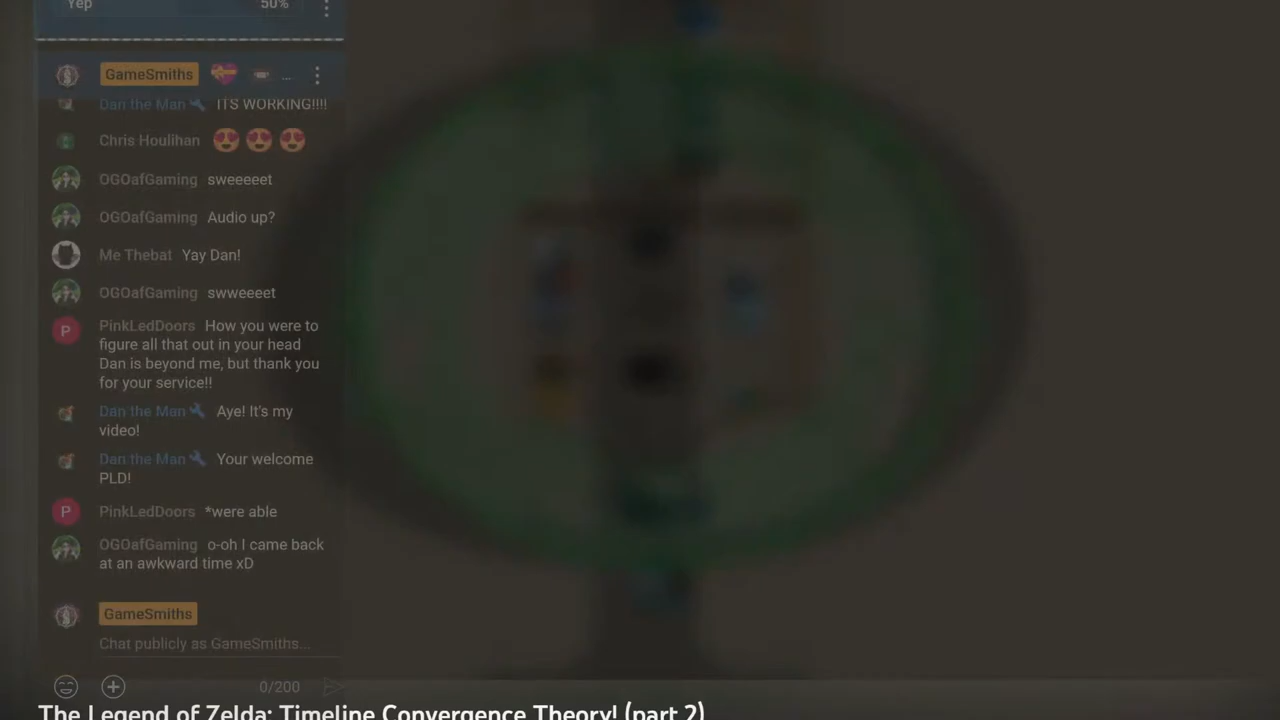 Yep 50%
GameSmiths ...
Dan the Man ITS WORKING!!!!
Chris Houlihan
OGOafGaming sweeeeet
OGOafGaming Audio up?
Me Thebat Yay Dan!
OGOafGaming swweeeet
P PinkLedDoors How you were to
figure all that out in your head
Dan is beyond me, but thank you
for your service!!
Dan the Man Aye! It's my
video!
Dan the Man Your welcome
PLD!
P PinkLedDoors *were able
OGOafGaming o-oh I came back
at an awkward time xD
GameSmiths
Chat publicly as GameSmiths...
0/200
The Legend of Zelda: Timeline Convergence Theory! (part 2)